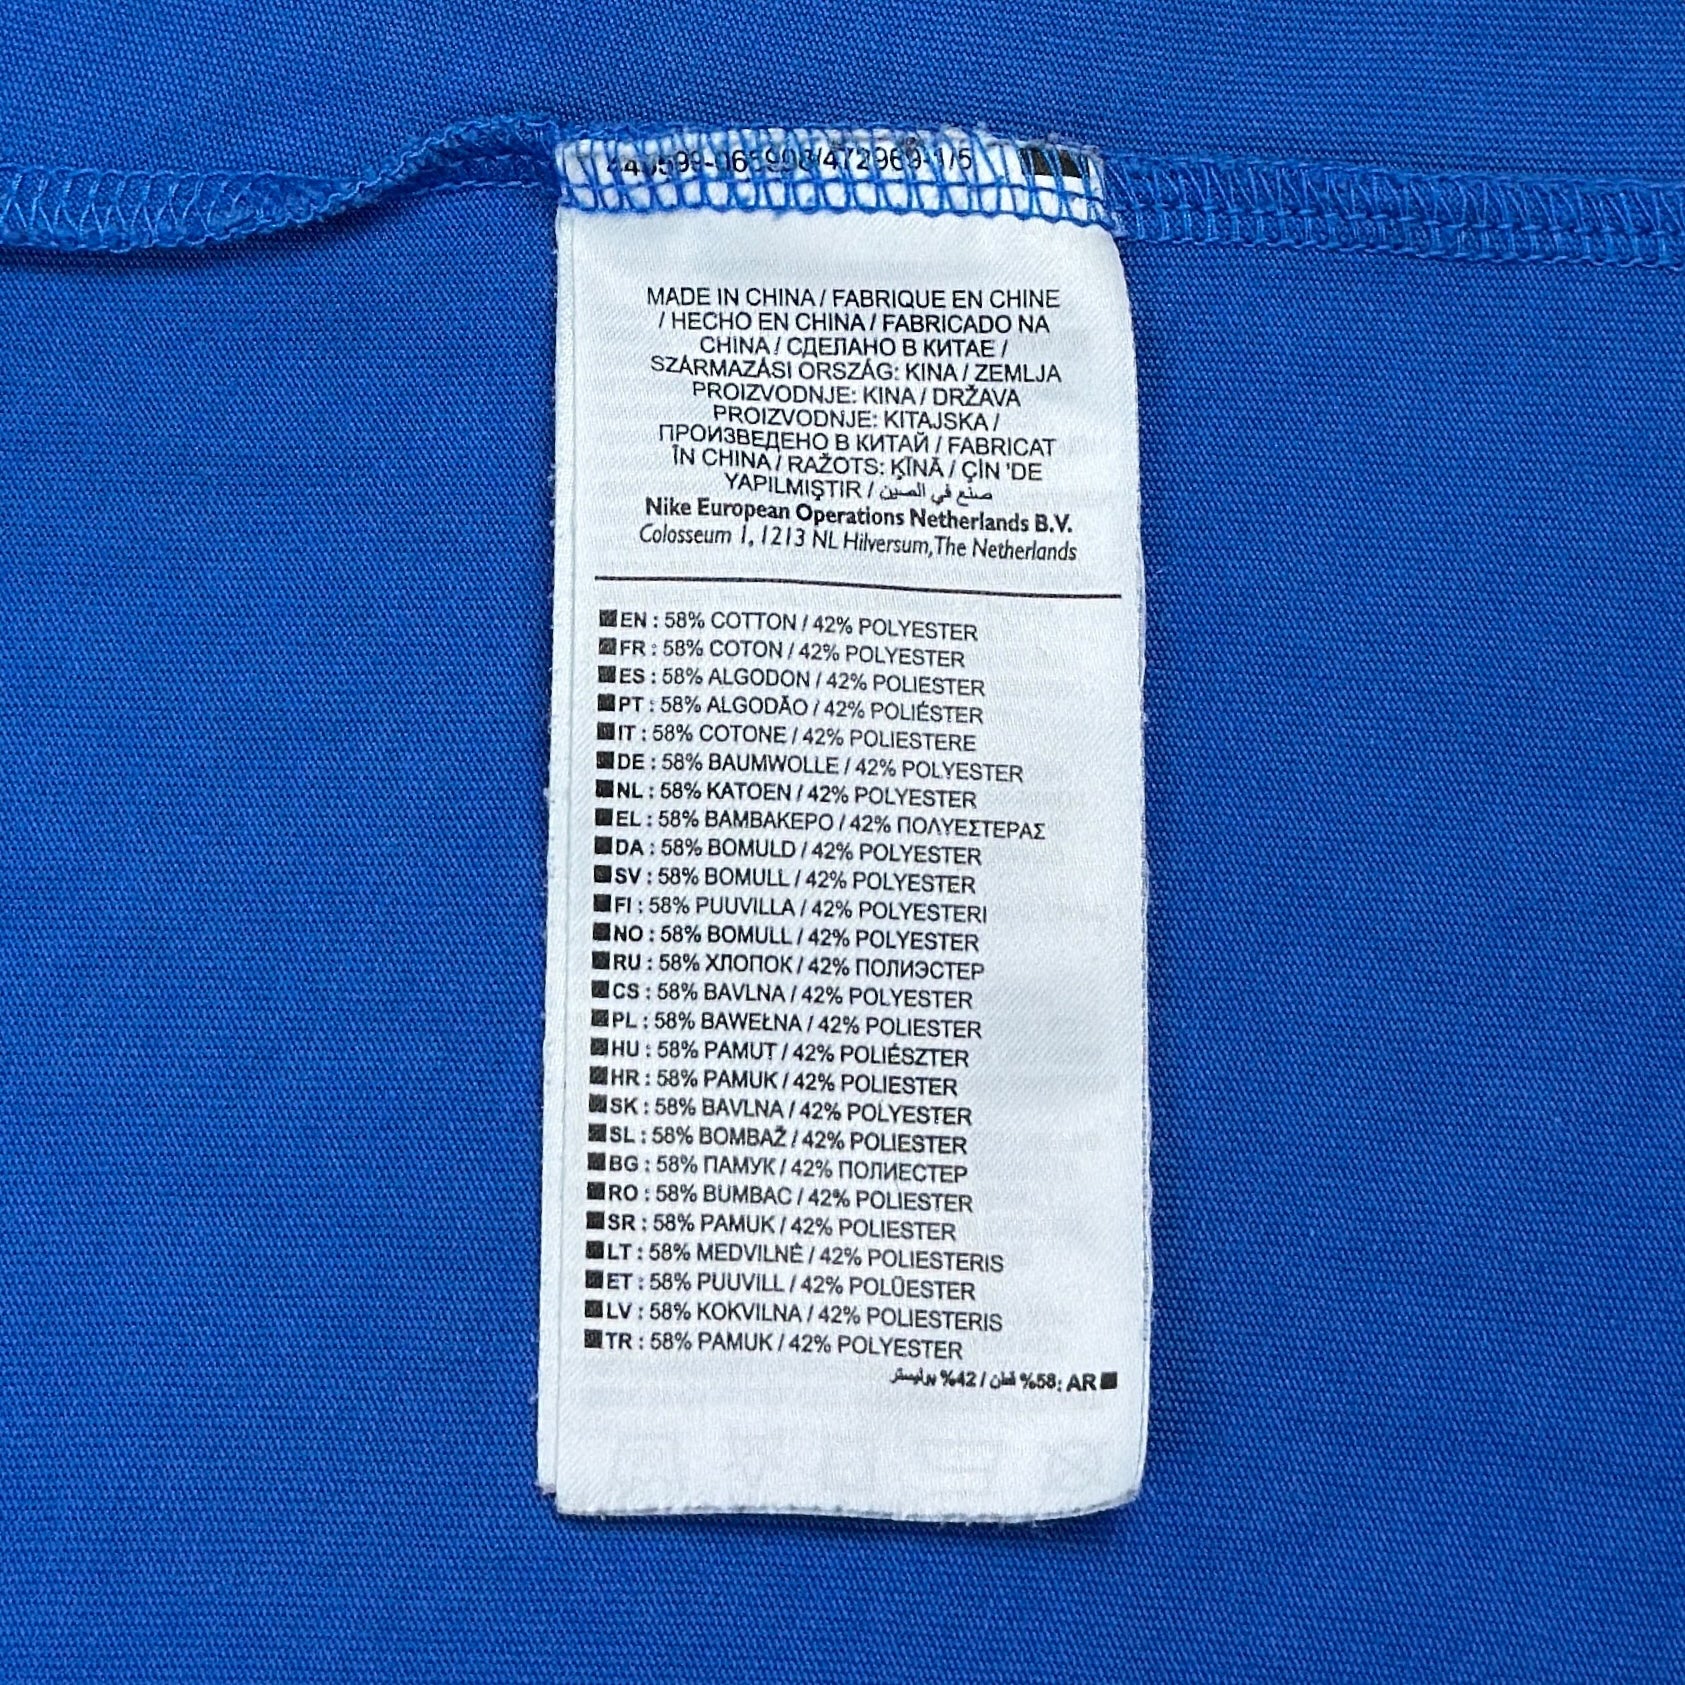 MADE IN CHINA / FABRIQUE EN CHINE
/ HECHO EN CHINA / FABRICADO NA
CHINA / СДЕЛАНО В КИТАЕ /
SZÁRMAZÁSI ORSZÁG: KINA / ZEMLJA
PROIZVODNJE: KINA / DRŽAVA
PROIZVODNJE: KITAJSKA /
ПРОИЗВЕДЕНО В КИТАЙ / FABRICAT
ÎN CHINA / RAŽOTS: ĶĪNĀ / ÇİN 'DE
YAPILMIŞTIR / صنع في الصين
Nike European Operations Netherlands B.V.
Colosseum 1, 1213 NL Hilversum, The Netherlands
EN : 58% COTTON / 42% POLYESTER
FR : 58% COTON / 42% POLYESTER
ES : 58% ALGODON / 42% POLIESTER
PT : 58% ALGODÃO / 42% POLIÉSTER
IT : 58% COTONE / 42% POLIESTERE
DE : 58% BAUMWOLLE / 42% POLYESTER
NL : 58% KATOEN / 42% POLYESTER
EL : 58% ΒΑΜΒΑΚΕΡΟ / 42% ΠΟΛΥΕΣΤΕΡΑΣ
DA : 58% BOMULD / 42% POLYESTER
SV : 58% BOMULL / 42% POLYESTER
FI : 58% PUUVILLA / 42% POLYESTERI
NO : 58% BOMULL / 42% POLYESTER
RU : 58% ХЛОПОК / 42% ПОЛИЭСТЕР
CS : 58% BAVLNA / 42% POLYESTER
PL : 58% BAWEŁNA / 42% POLIESTER
HU : 58% PAMUT / 42% POLIÉSZTER
HR : 58% PAMUK / 42% POLIESTER
SK : 58% BAVLNA / 42% POLYESTER
SL : 58% BOMBAŽ / 42% POLIESTER
BG : 58% ПАМУК / 42% ПОЛИЕСТЕР
RO : 58% BUMBAC / 42% POLIESTER
SR : 58% PAMUK / 42% POLIESTER
LT : 58% MEDVILNĖ / 42% POLIESTERIS
ET : 58% PUUVILL / 42% POLÜESTER
LV : 58% KOKVILNA / 42% POLIESTERIS
TR : 58% PAMUK / 42% POLYESTER
AR :58% قطن / 42% بوليستر